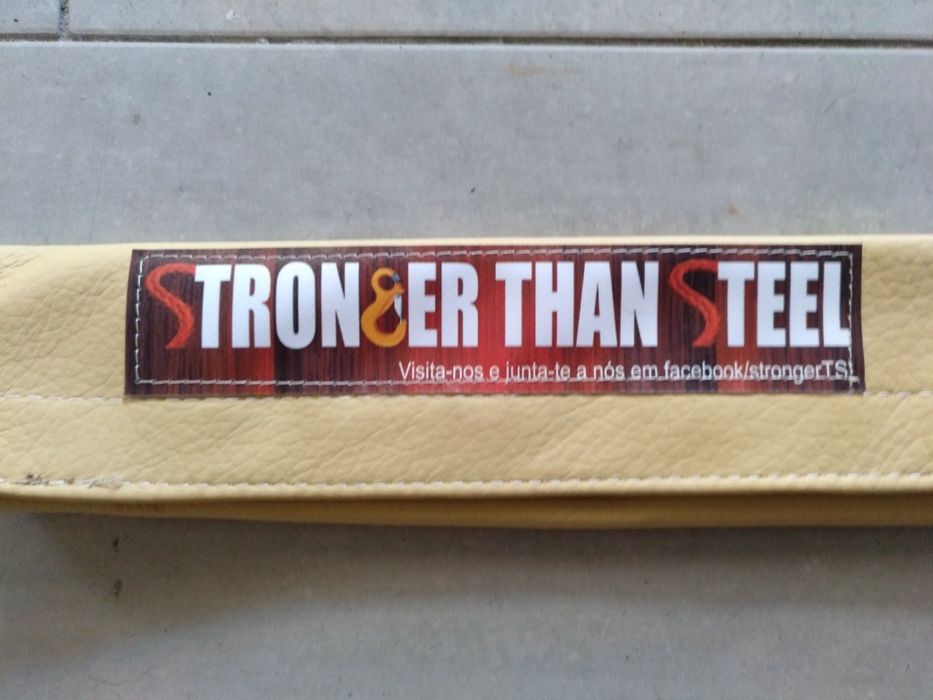 STRONGER THAN STEEL
Visita-nos e junta-te a nós em facebook/strongerTS